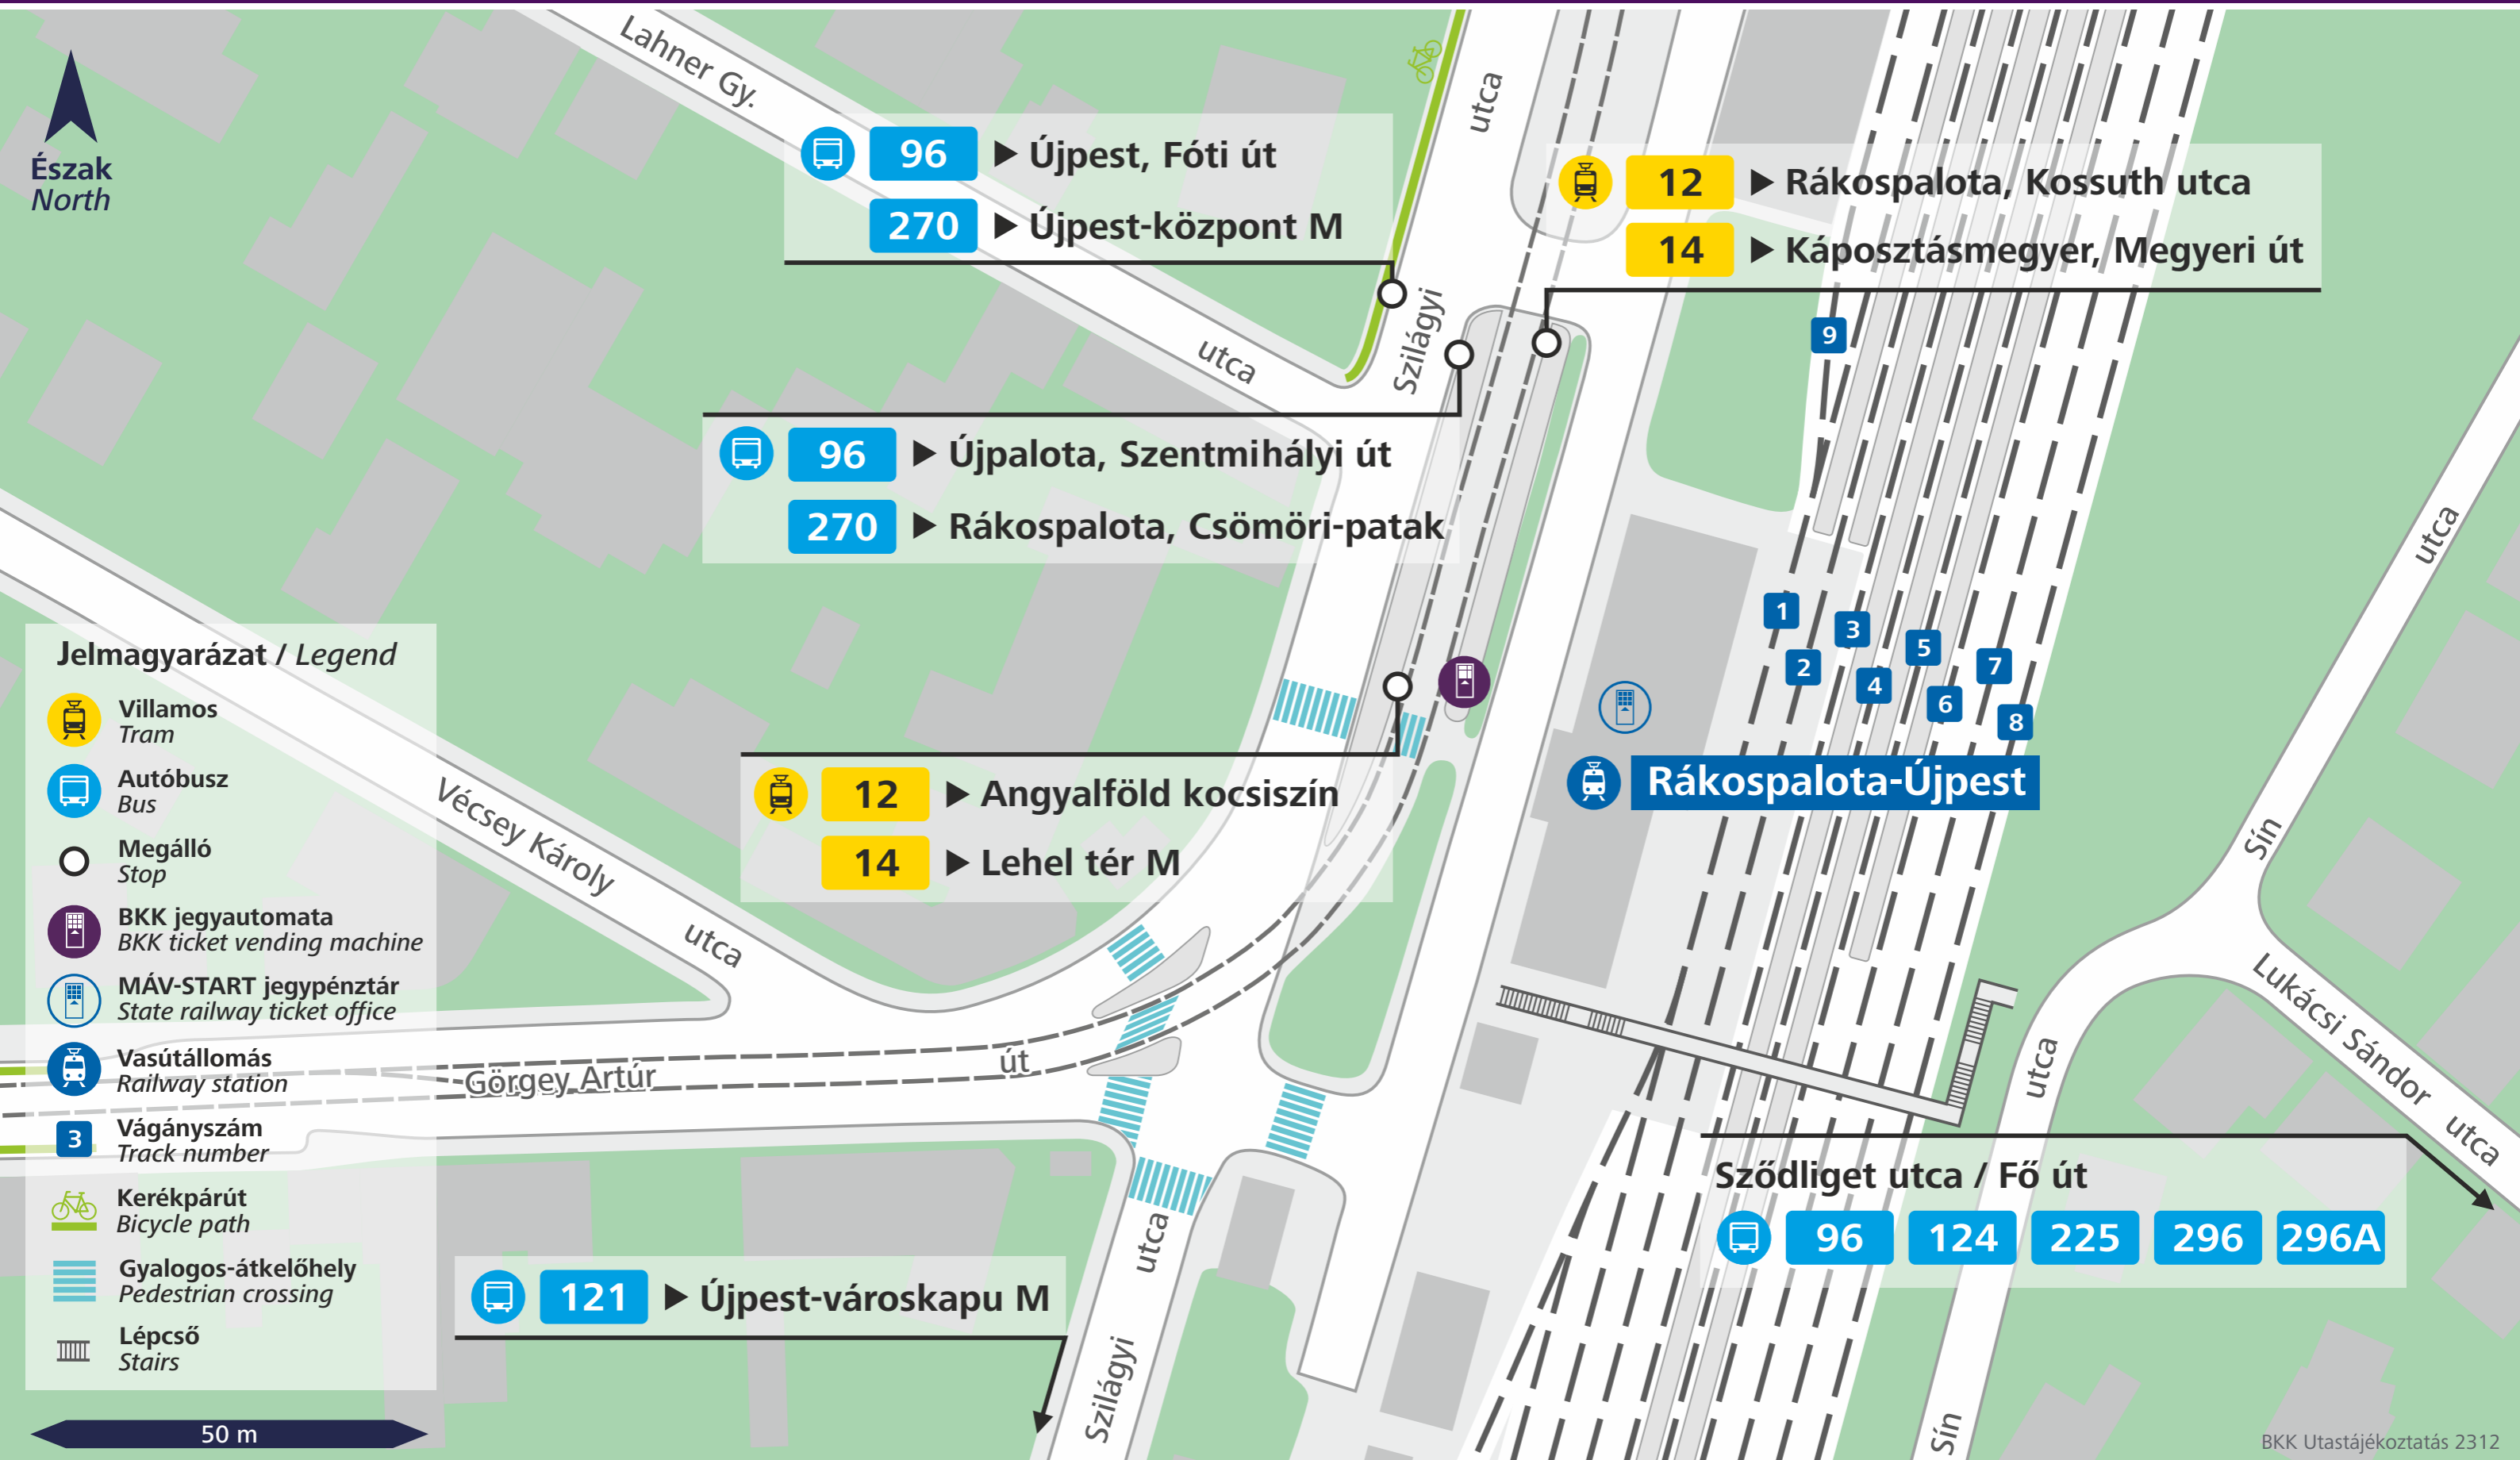 Észak
North
Lahner Gy.
utca
utca
96 Újpest, Fóti út
270 Újpest-központ M
12 Rákospalota, Kossuth utca
14 Káposztásmegyer, Megyeri út
Szilágyi
utca
9
96 Újpalota, Szentmihályi út
270 Rákospalota, Csömöri-patak
utca
1
3
5
7
2
4
6
8
Rákospalota-Újpest
12 Angyalföld kocsiszín
14 Lehel tér M
Sín
Vécsey Károly
utca
Lukácsi Sándor
utca
utca
Görgey Artúr
út
Sződliget utca / Fő út
96 124 225 296 296A
utca
121 Újpest-városkapu M
Szilágyi
Sín
Jelmagyarázat / Legend
Villamos
Tram
Autóbusz
Bus
Megálló
Stop
BKK jegyautomata
BKK ticket vending machine
MÁV-START jegypénztár
State railway ticket office
Vasútállomás
Railway station
3 Vágányszám
Track number
Kerékpárút
Bicycle path
Gyalogos-átkelőhely
Pedestrian crossing
Lépcső
Stairs
50 m
BKK Utastájékoztatás 2312